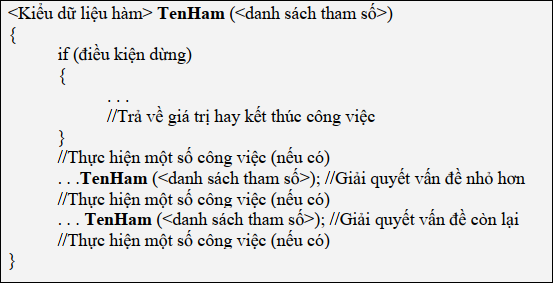 <Kiểu dữ liệu hàm> TenHam (<danh sách tham số>)
{
if (điều kiện dừng)
{
. . .
//Trả về giá trị hay kết thúc công việc
}
//Thực hiện một số công việc (nếu có)
. . .TenHam (<danh sách tham số>); //Giải quyết vấn đề nhỏ hơn
//Thực hiện một số công việc (nếu có)
. . . TenHam (<danh sách tham số>); //Giải quyết vấn đề còn lại
//Thực hiện một số công việc (nếu có)
}